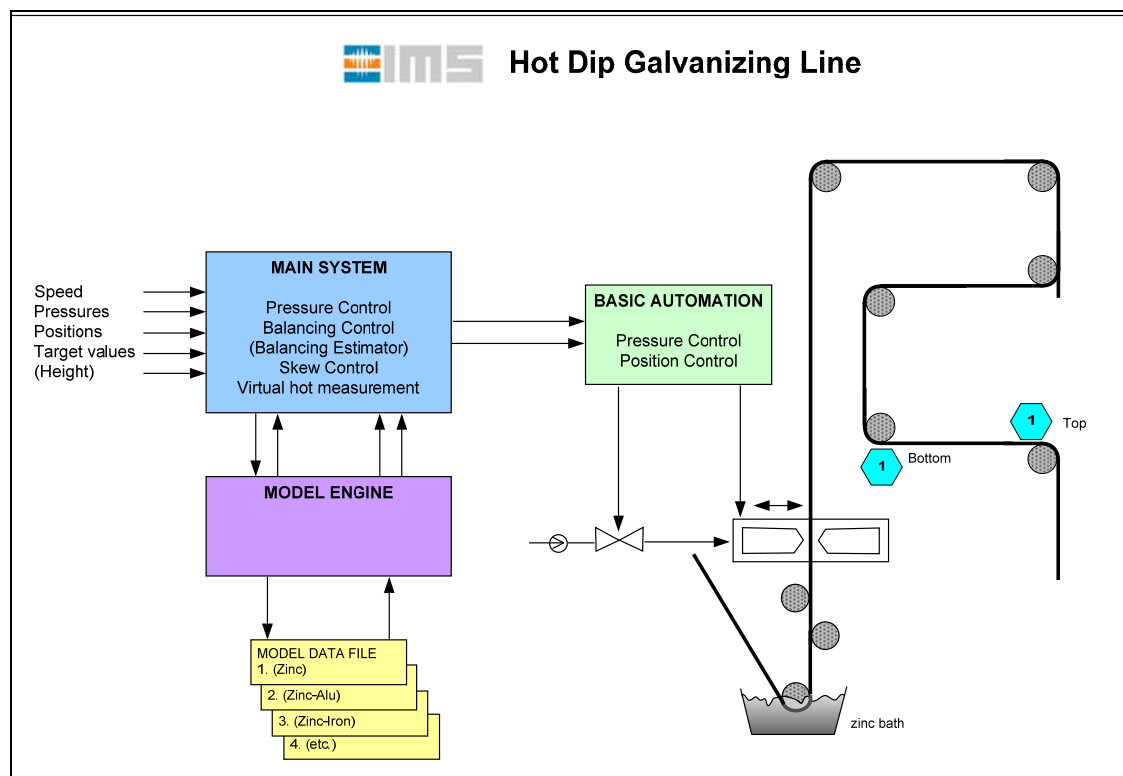 IMS Hot Dip Galvanizing Line
Speed
Pressures
Positions
Target values
(Height)
MAIN SYSTEM
Pressure Control
Balancing Control
(Balancing Estimator)
Skew Control
Virtual hot measurement
BASIC AUTOMATION
Pressure Control
Position Control
1 Top
1 Bottom
MODEL ENGINE
MODEL DATA FILE
1. (Zinc)
2. (Zinc-Alu)
3. (Zinc-Iron)
4. (etc.)
zinc bath